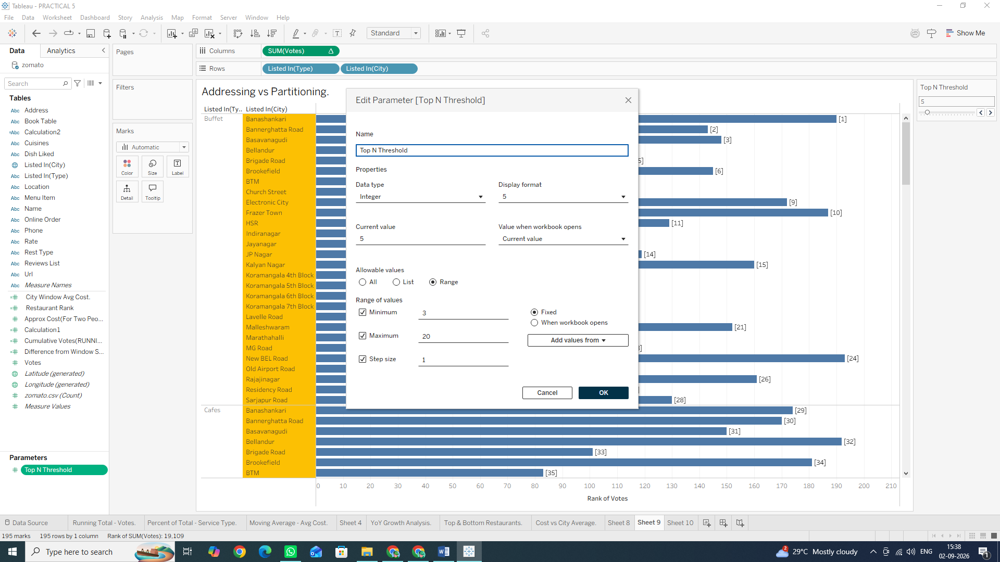 Tableau - PRACTICAL 5
File Data Worksheet Dashboard Story Analysis Map Format Server Window Help
Standard
Show Me
Data Analytics
zomato
Search
Tables
Abc Address
Abc Book Table
=Abc Calculation2
Abc Cuisines
Abc Dish Liked
Listed In(City)
Abc Listed In(Type)
Abc Location
Abc Menu Item
Abc Name
Abc Online Order
Abc Phone
Abc Rate
Abc Rest Type
Abc Reviews List
Abc Url
Abc Measure Names
=# City Window Avg Cost.
=# Restaurant Rank
# Approx Cost(For Two Peo...
=# Calculation1
=# Cumulative Votes(RUNNI...
=# Difference from Window S...
# Votes
Latitude (generated)
Longitude (generated)
# zomato.csv (Count)
# Measure Values
Parameters
# Top N Threshold
Pages
Filters
Marks
Automatic
Color Size Label
Detail Tooltip
Columns SUM(Votes) Δ
Rows Listed In(Type) Listed In(City)
Addressing vs Partitioning.
Listed In(Ty.. Listed In(City)
Buffet Banashankari [1]
Bannerghatta Road [2]
Basavanagudi [3]
Bellandur
Brigade Road 5]
Brookefield [6]
BTM
Church Street
Electronic City [9]
Frazer Town [10]
HSR [11]
Indiranagar
Jayanagar
JP Nagar [14]
Kalyan Nagar [15]
Koramangala 4th Block
Koramangala 5th Block
Koramangala 6th Block
Koramangala 7th Block
Lavelle Road
Malleshwaram [21]
Marathahalli
MG Road ]
New BEL Road [24]
Old Airport Road
Rajajinagar [26]
Residency Road ]
Sarjapur Road [28]
Cafes Banashankari [29]
Bannerghatta Road [30]
Basavanagudi [31]
Bellandur [32]
Brigade Road [33]
Brookefield [34]
BTM [35]
0 10 20 30 40 50 60 70 80 90 100 110 120 130 140 150 160 170 180 190 200 210
Rank of Votes
Edit Parameter [Top N Threshold]
Name
Top N Threshold
Properties
Data type Display format
Integer 5
Current value Value when workbook opens
5 Current value
Allowable values
All List Range
Range of values
Minimum 3 Fixed
When workbook opens
Maximum 20 Add values from
Step size 1
Cancel OK
Top N Threshold
5
Data Source Running Total - Votes. Percent of Total - Service Type. Moving Average - Avg Cost. Sheet 4 YoY Growth Analysis. Top & Bottom Restaurants. Cost vs City Average. Sheet 8 Sheet 9 Sheet 10
195 marks 195 rows by 1 column Rank of SUM(Votes): 19,109
Type here to search
2 29°C Mostly cloudy ENG 15:38
02-09-2026 1